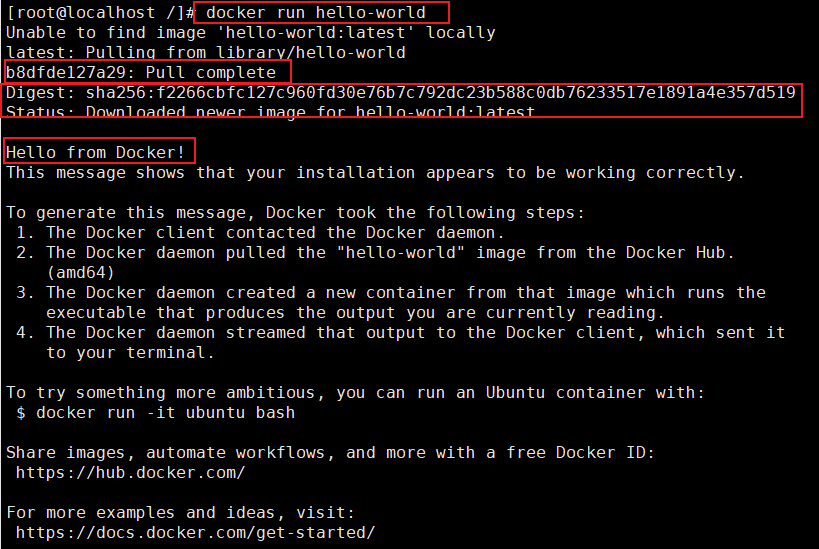 [root@localhost /]# docker run hello-world
Unable to find image 'hello-world:latest' locally
latest: Pulling from library/hello-world
b8dfde127a29: Pull complete
Digest: sha256:f2266cbfc127c960fd30e76b7c792dc23b588c0db76233517e1891a4e357d519
Status: Downloaded newer image for hello-world:latest
Hello from Docker!
This message shows that your installation appears to be working correctly.
To generate this message, Docker took the following steps:
1. The Docker client contacted the Docker daemon.
2. The Docker daemon pulled the "hello-world" image from the Docker Hub.
(amd64)
3. The Docker daemon created a new container from that image which runs the
executable that produces the output you are currently reading.
4. The Docker daemon streamed that output to the Docker client, which sent it
to your terminal.
To try something more ambitious, you can run an Ubuntu container with:
$ docker run -it ubuntu bash
Share images, automate workflows, and more with a free Docker ID:
https://hub.docker.com/
For more examples and ideas, visit:
https://docs.docker.com/get-started/